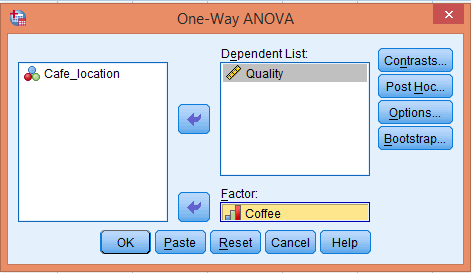 One-Way ANOVA
Dependent List:
Cafe_location
Quality
Contrasts...
Post Hoc...
Options...
Bootstrap...
Factor:
Coffee
OK
Paste
Reset
Cancel
Help